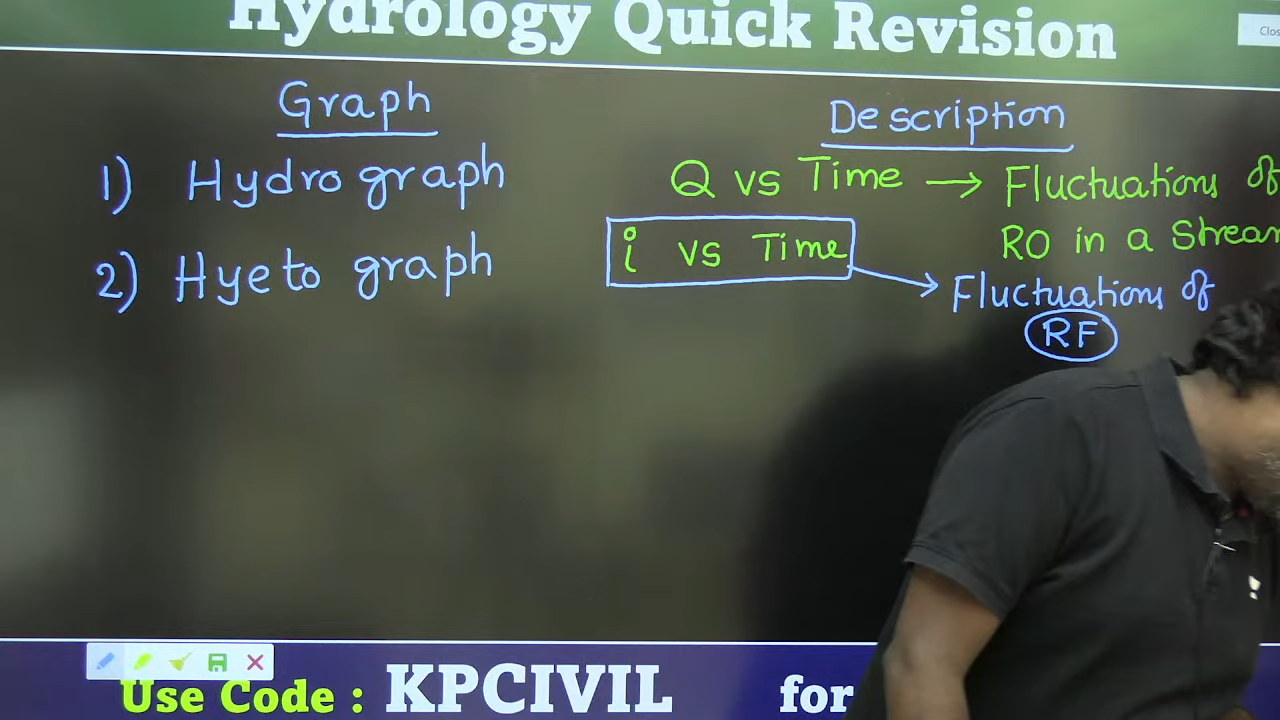 Hydrology Quick Revision
Graph Description
1) Hydrograph Q vs Time → Fluctuations of
RO in a
2) Hyetograph i vs Time → Fluctuations of
RF
Use Code : KPCIVIL for